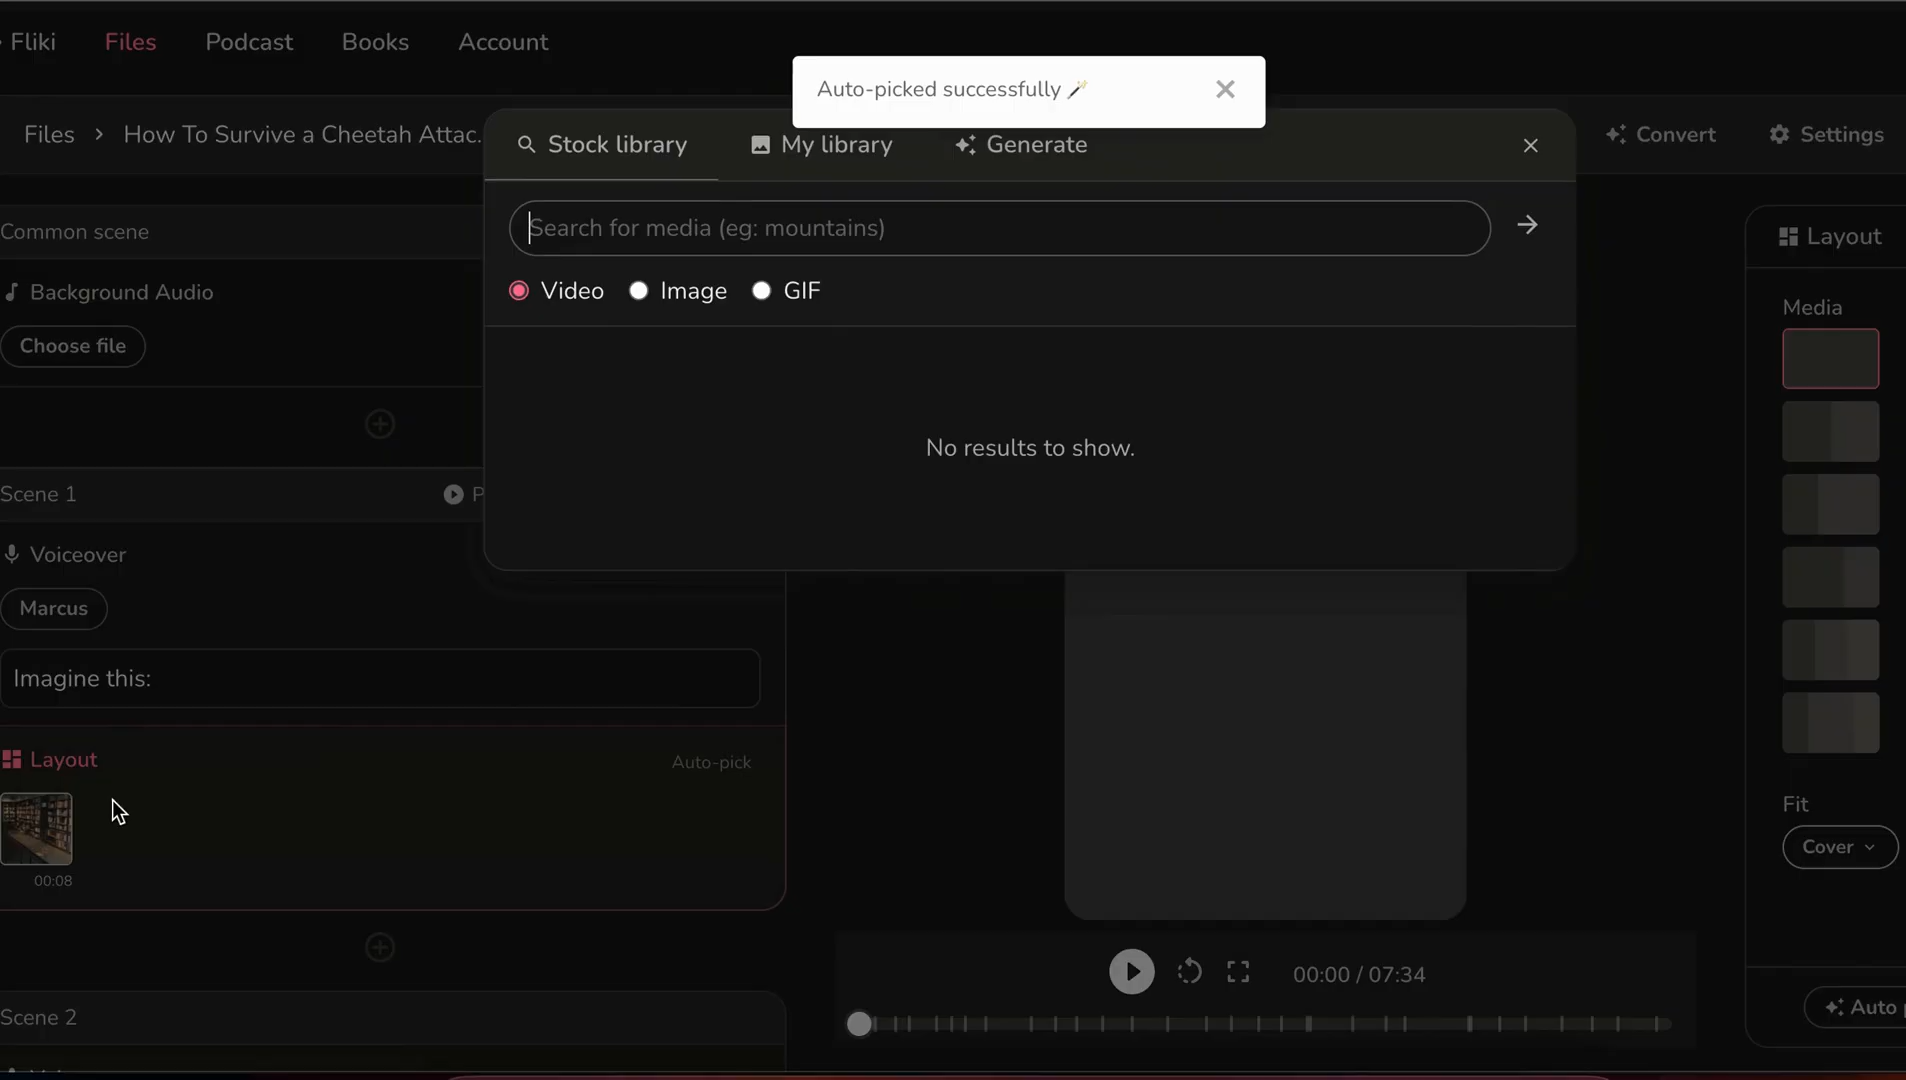 Fliki
Files
Podcast
Books
Account
Auto-picked successfully
Files > How To Survive a Cheetah Attac...
Convert
Settings
Stock library
My library
Generate
Search for media (eg: mountains)
Video
Image
GIF
No results to show.
Common scene
Background Audio
Choose file
Scene 1
P
Voiceover
Marcus
Imagine this:
Layout
Auto-pick
00:08
Scene 2
00:00 / 07:34
Layout
Media
Fit
Cover
Auto